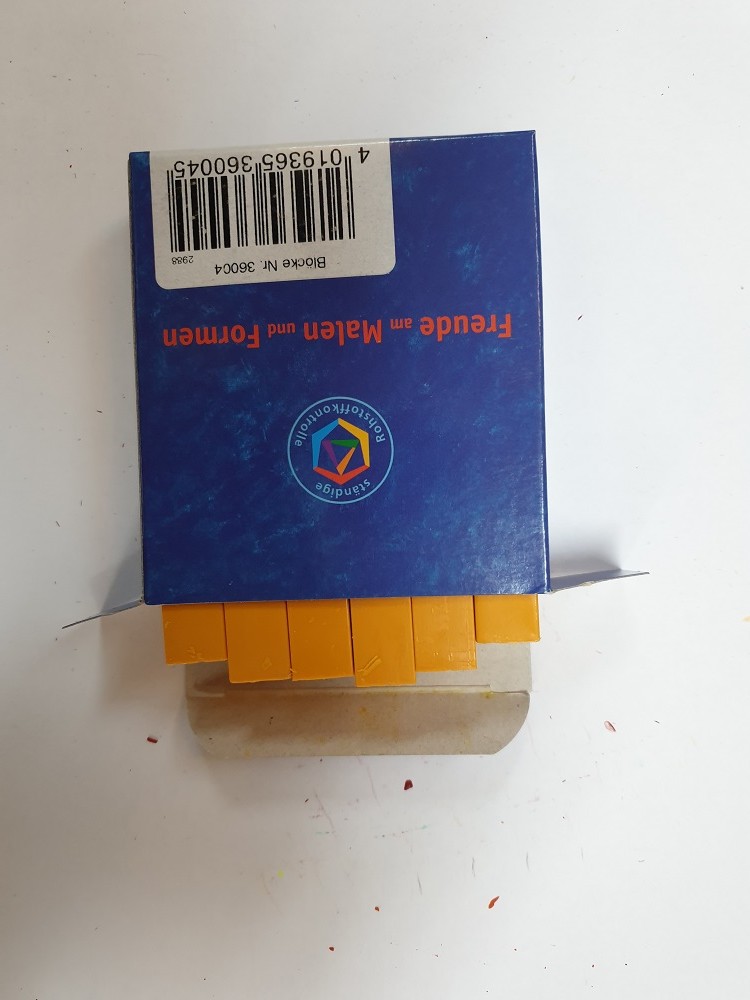 ständige
Rohstoffkontrolle
Freude am Malen und Formen
Blöcke Nr. 36004
2988
4 019365 360045